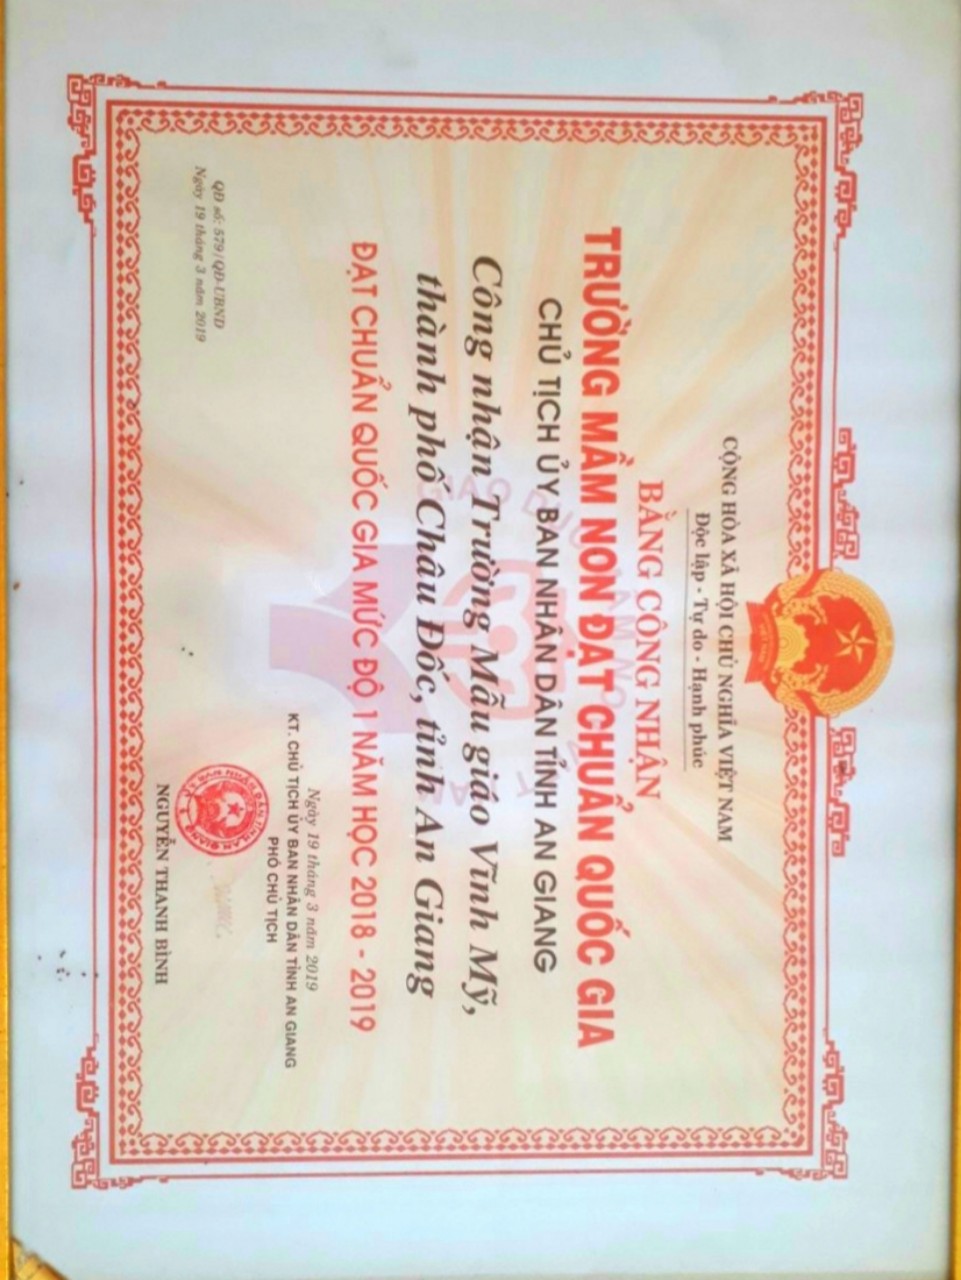 CỘNG HÒA XÃ HỘI CHỦ NGHĨA VIỆT NAM
Độc lập - Tự do - Hạnh phúc
BẰNG CÔNG NHẬN
TRƯỜNG MẦM NON ĐẠT CHUẨN QUỐC GIA
CHỦ TỊCH ỦY BAN NHÂN DÂN TỈNH AN GIANG
Công nhận Trường Mẫu giáo Vĩnh Mỹ,
thành phố Châu Đốc, tỉnh An Giang
ĐẠT CHUẨN QUỐC GIA MỨC ĐỘ 1 NĂM HỌC 2018 - 2019
QĐ số: 579/QĐ-UBND
Ngày 19 tháng 3 năm 2019
Ngày 19 tháng 3 năm 2019
KT. CHỦ TỊCH ỦY BAN NHÂN DÂN TỈNH AN GIANG
PHÓ CHỦ TỊCH
NGUYỄN THANH BÌNH